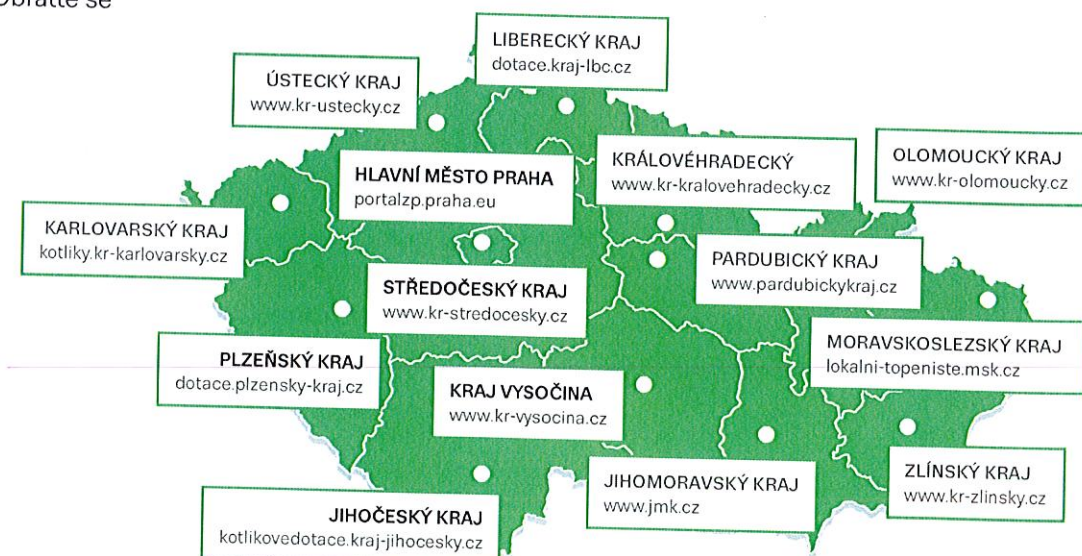 Obraťte se
LIBERECKÝ KRAJ
dotace.kraj-lbc.cz
ÚSTECKÝ KRAJ
www.kr-ustecky.cz
HLAVNÍ MĚSTO PRAHA
portalzp.praha.eu
KRÁLOVÉHRADECKÝ
www.kr-kralovehradecky.cz
OLOMOUCKÝ KRAJ
www.kr-olomoucky.cz
KARLOVARSKÝ KRAJ
kotliky.kr-karlovarsky.cz
STŘEDOČESKÝ KRAJ
www.kr-stredocesky.cz
PARDUBICKÝ KRAJ
www.pardubickykraj.cz
PLZEŇSKÝ KRAJ
dotace.plzensky-kraj.cz
KRAJ VYSOČINA
www.kr-vysocina.cz
MORAVSKOSLEZSKÝ KRAJ
lokalni-topeniste.msk.cz
JIHOČESKÝ KRAJ
kotlikovedotace.kraj-jihocesky.cz
JIHOMORAVSKÝ KRAJ
www.jmk.cz
ZLÍNSKÝ KRAJ
www.kr-zlinsky.cz